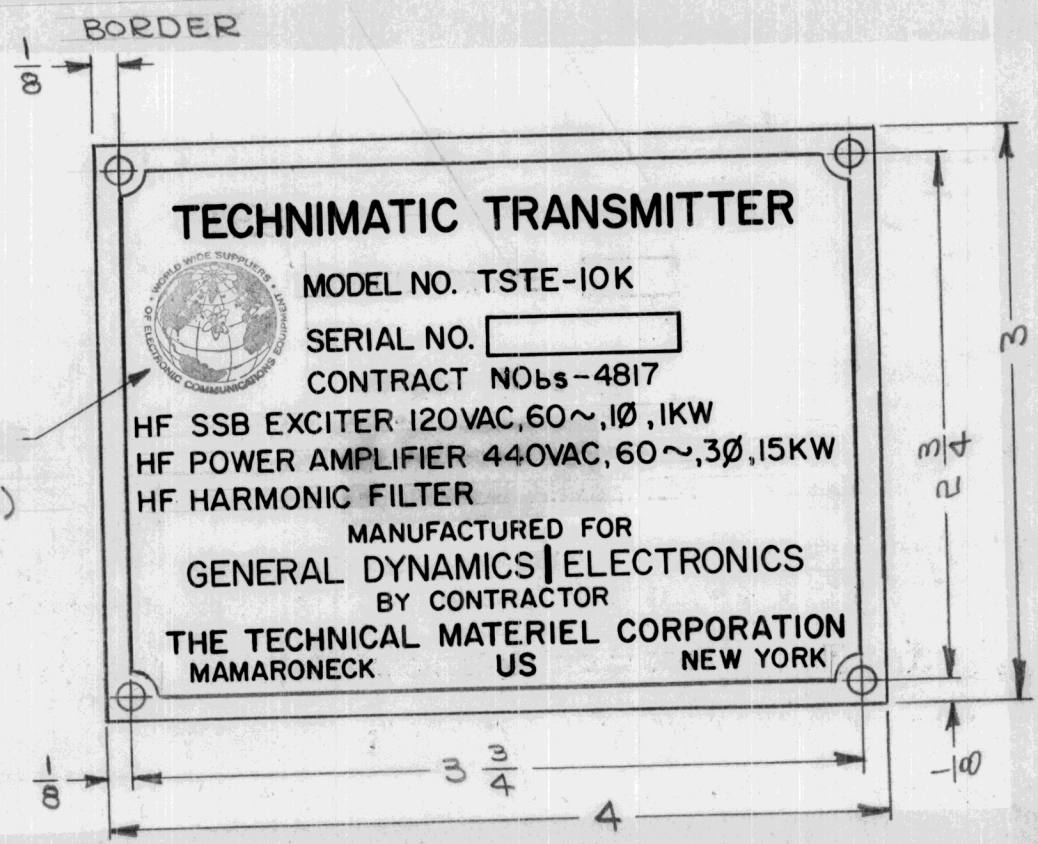 BORDER
1/8
TECHNIMATIC TRANSMITTER
WORLD WIDE SUPPLIERS • OF ELECTRONIC COMMUNICATIONS EQUIPMENT •
MODEL NO. TSTE-10K
SERIAL NO.
CONTRACT NObs-4817
HF SSB EXCITER 120VAC,60~,1Ø,1KW
HF POWER AMPLIFIER 440VAC,60~,3Ø,15KW
HF HARMONIC FILTER
MANUFACTURED FOR
GENERAL DYNAMICS | ELECTRONICS
BY CONTRACTOR
THE TECHNICAL MATERIEL CORPORATION
MAMARONECK US NEW YORK
3
2 3/4
1/8
1/8
3 3/4
4